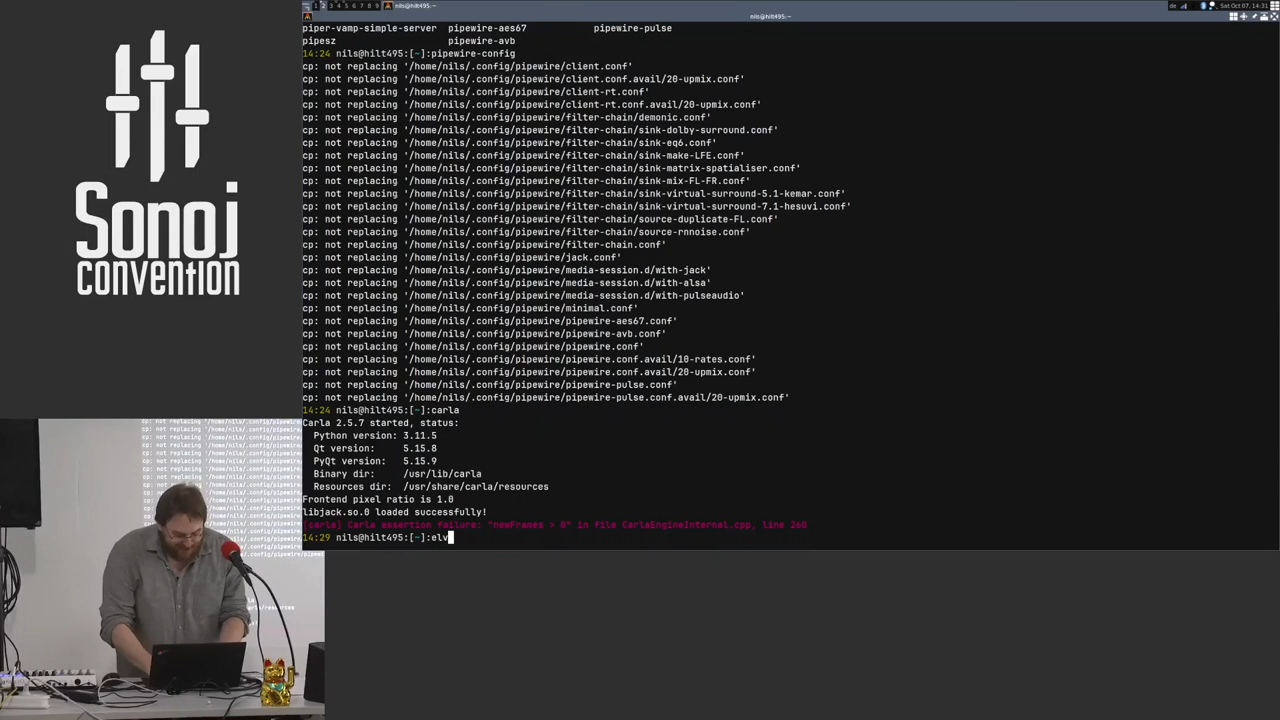 1 2 3 4 5 6 7 8 9
nils@hilt495:~
de
Sat Oct 07, 14:31
nils@hilt495:~
piper-vamp-simple-server pipewire-aes67 pipewire-pulse
pipesz pipewire-avb
14:24 nils@hilt495:[~]:pipewire-config
cp: not replacing '/home/nils/.config/pipewire/client.conf'
cp: not replacing '/home/nils/.config/pipewire/client.conf.avail/20-upmix.conf'
cp: not replacing '/home/nils/.config/pipewire/client-rt.conf'
cp: not replacing '/home/nils/.config/pipewire/client-rt.conf.avail/20-upmix.conf'
cp: not replacing '/home/nils/.config/pipewire/filter-chain/demonic.conf'
cp: not replacing '/home/nils/.config/pipewire/filter-chain/sink-dolby-surround.conf'
cp: not replacing '/home/nils/.config/pipewire/filter-chain/sink-eq6.conf'
cp: not replacing '/home/nils/.config/pipewire/filter-chain/sink-make-LFE.conf'
cp: not replacing '/home/nils/.config/pipewire/filter-chain/sink-matrix-spatialiser.conf'
cp: not replacing '/home/nils/.config/pipewire/filter-chain/sink-mix-FL-FR.conf'
cp: not replacing '/home/nils/.config/pipewire/filter-chain/sink-virtual-surround-5.1-kemar.conf'
cp: not replacing '/home/nils/.config/pipewire/filter-chain/sink-virtual-surround-7.1-hesuvi.conf'
cp: not replacing '/home/nils/.config/pipewire/filter-chain/source-duplicate-FL.conf'
cp: not replacing '/home/nils/.config/pipewire/filter-chain/source-rnnoise.conf'
cp: not replacing '/home/nils/.config/pipewire/filter-chain.conf'
cp: not replacing '/home/nils/.config/pipewire/jack.conf'
cp: not replacing '/home/nils/.config/pipewire/media-session.d/with-jack'
cp: not replacing '/home/nils/.config/pipewire/media-session.d/with-alsa'
cp: not replacing '/home/nils/.config/pipewire/media-session.d/with-pulseaudio'
cp: not replacing '/home/nils/.config/pipewire/minimal.conf'
cp: not replacing '/home/nils/.config/pipewire/pipewire-aes67.conf'
cp: not replacing '/home/nils/.config/pipewire/pipewire-avb.conf'
cp: not replacing '/home/nils/.config/pipewire/pipewire.conf'
cp: not replacing '/home/nils/.config/pipewire/pipewire.conf.avail/10-rates.conf'
cp: not replacing '/home/nils/.config/pipewire/pipewire.conf.avail/20-upmix.conf'
cp: not replacing '/home/nils/.config/pipewire/pipewire-pulse.conf'
cp: not replacing '/home/nils/.config/pipewire/pipewire-pulse.conf.avail/20-upmix.conf'
14:24 nils@hilt495:[~]:carla
Carla 2.5.7 started, status:
Python version: 3.11.5
Qt version: 5.15.8
PyQt version: 5.15.9
Binary dir: /usr/lib/carla
Resources dir: /usr/share/carla/resources
Frontend pixel ratio is 1.0
libjack.so.0 loaded successfully!
[carla] Carla assertion failure: "newFrames > 0" in file CarlaEngineInternal.cpp, line 260
14:29 nils@hilt495:[~]:elv
Sonoj
convention